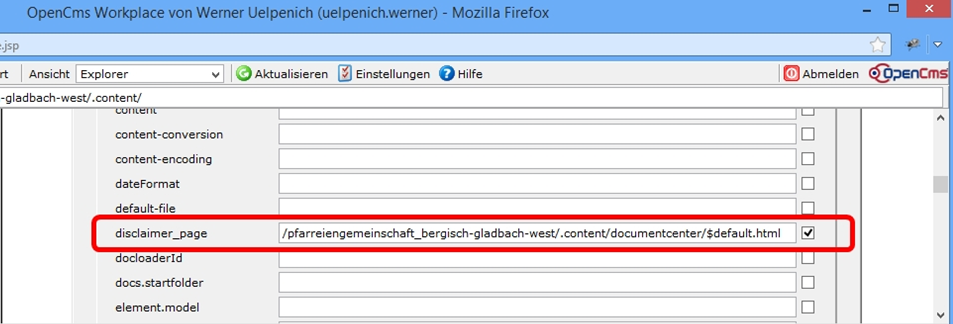 OpenCms Workplace von Werner Uelpenich (uelpenich.werner) - Mozilla Firefox
e.jsp
rt Ansicht Explorer Aktualisieren Einstellungen Hilfe Abmelden OpenCms
-gladbach-west/.content/
content
content-conversion
content-encoding
dateFormat
default-file
disclaimer_page /pfarreiengemeinschaft_bergisch-gladbach-west/.content/documentcenter/$default.html
docloaderId
docs.startfolder
element.model